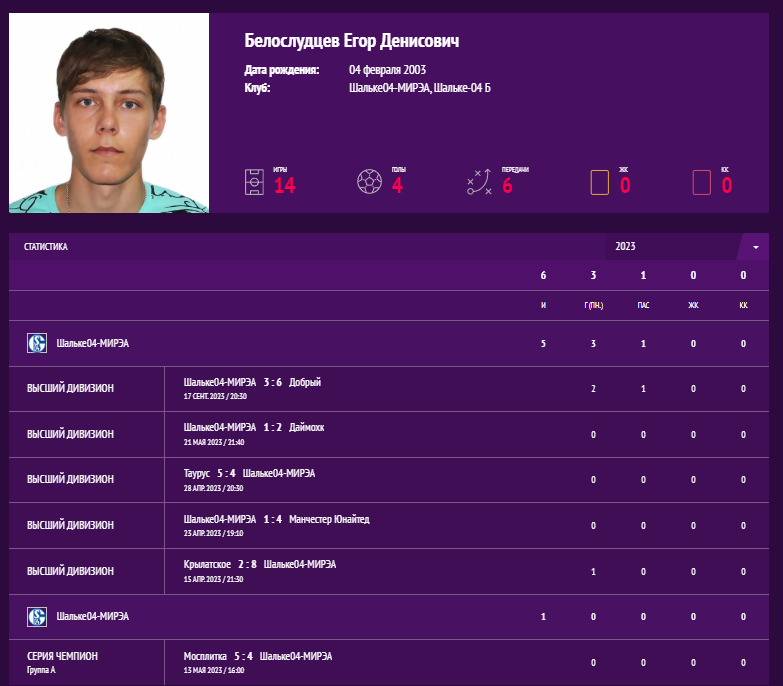 Белослудцев Егор Денисович
Дата рождения: 04 февраля 2003
Клуб: Шальке04-МИРЭА, Шальке-04 Б
ИГРЫ 14 ГОЛЫ 4 ПЕРЕДАЧИ 6 ЖК 0 КК 0
СТАТИСТИКА 2023
6 3 1 0 0
И Г (ПН.) ПАС ЖК КК
Шальке04-МИРЭА 5 3 1 0 0
ВЫСШИЙ ДИВИЗИОН Шальке04-МИРЭА 3 : 6 Добрый 2 1 0 0
17 СЕНТ. 2023 / 20:30
ВЫСШИЙ ДИВИЗИОН Шальке04-МИРЭА 1 : 2 Даймохк 0 0 0 0
21 МАЯ 2023 / 21:40
ВЫСШИЙ ДИВИЗИОН Таурус 5 : 4 Шальке04-МИРЭА 0 0 0 0
28 АПР. 2023 / 20:30
ВЫСШИЙ ДИВИЗИОН Шальке04-МИРЭА 1 : 4 Манчестер Юнайтед 0 0 0 0
23 АПР. 2023 / 19:10
ВЫСШИЙ ДИВИЗИОН Крылатское 2 : 8 Шальке04-МИРЭА 1 0 0 0
15 АПР. 2023 / 21:30
Шальке04-МИРЭА 1 0 0 0 0
СЕРИЯ ЧЕМПИОН Мосплитка 5 : 4 Шальке04-МИРЭА 0 0 0 0
Группа А 13 МАЯ 2023 / 16:00